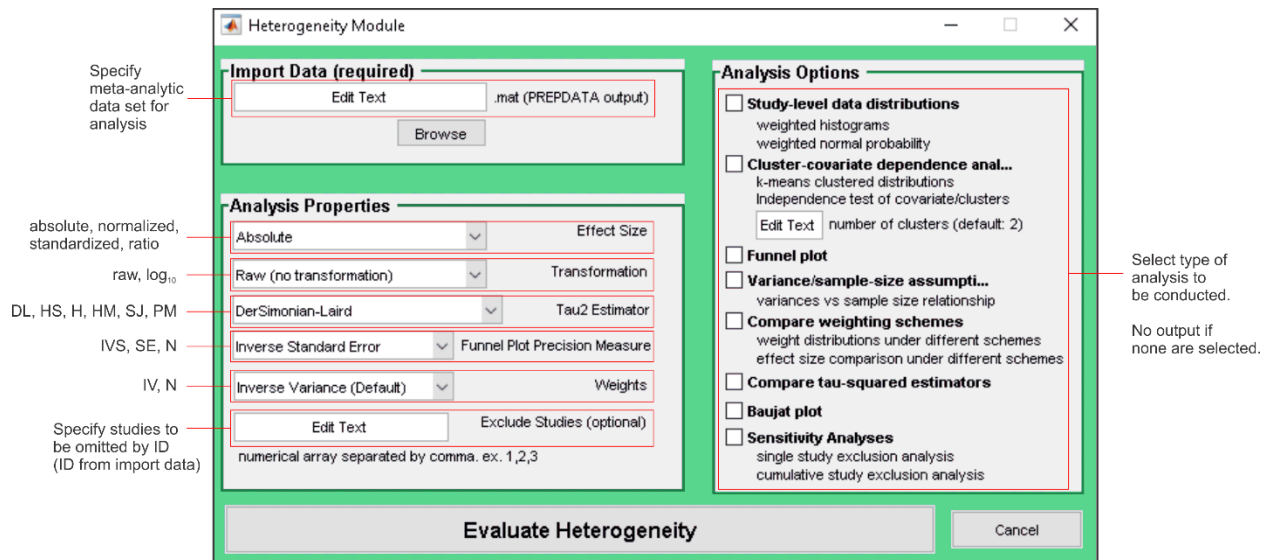 Heterogeneity Module
Specify
meta-analytic
data set for
analysis
Import Data (required)
Edit Text
.mat (PREPDATA output)
Browse
Analysis Properties
absolute, normalized,
standardized, ratio
Absolute
Effect Size
raw, log₁₀
Raw (no transformation)
Transformation
DL, HS, H, HM, SJ, PM
DerSimonian-Laird
Tau2 Estimator
IVS, SE, N
Inverse Standard Error
Funnel Plot Precision Measure
IV, N
Inverse Variance (Default)
Weights
Specify studies to
be omitted by ID
(ID from import data)
Edit Text
Exclude Studies (optional)
numerical array separated by comma. ex. 1,2,3
Analysis Options
Study-level data distributions
weighted histograms
weighted normal probability
Cluster-covariate dependence anal...
k-means clustered distributions
Independence test of covariate/clusters
Edit Text
number of clusters (default: 2)
Funnel plot
Variance/sample-size assumpti...
variances vs sample size relationship
Compare weighting schemes
weight distributions under different schemes
effect size comparison under different schemes
Compare tau-squared estimators
Baujat plot
Sensitivity Analyses
single study exclusion analysis
cumulative study exclusion analysis
Select type of
analysis to
be conducted.
No output if
none are selected.
Evaluate Heterogeneity
Cancel